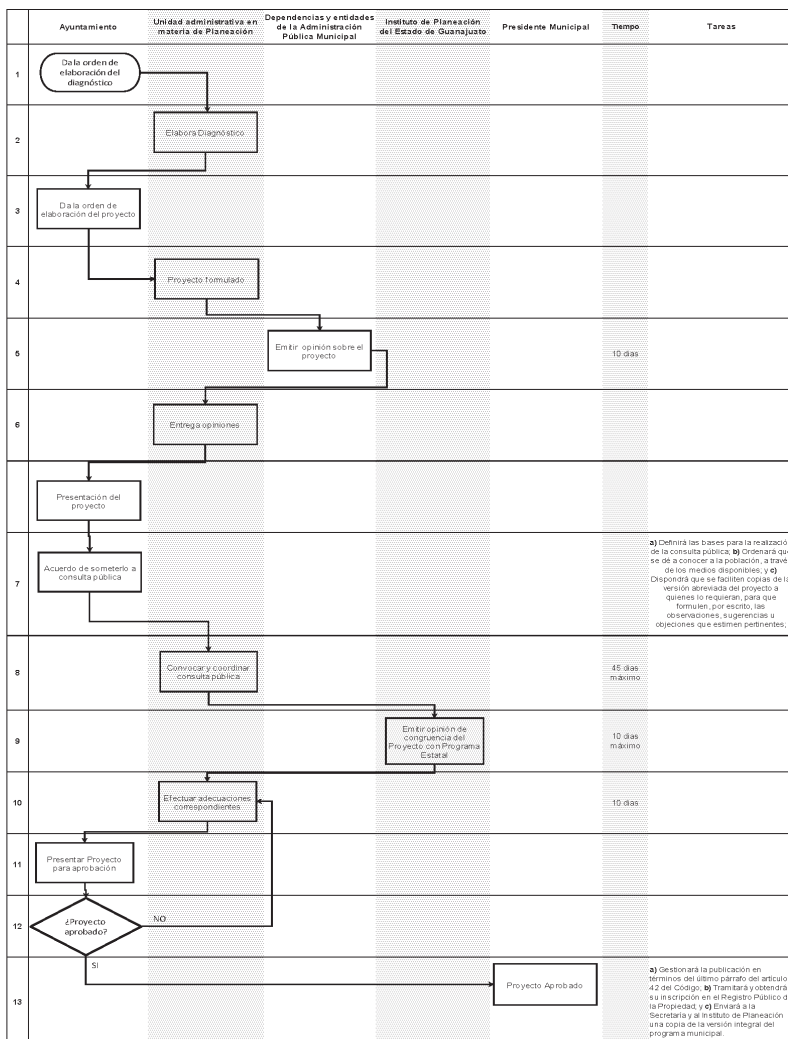 Ayuntamiento
Unidad administrativa en
materia de Planeación
Dependencias y entidades
de la Administración
Pública Municipal
Instituto de Planeación
del Estado de Guanajuato
Presidente Municipal
Tiempo
Tareas
1
Da la orden de
elaboración del
diagnóstico
2
Elabora Diagnóstico
3
Da la orden de
elaboración del proyecto
4
Proyecto formulado
5
Emitir opinión sobre el
proyecto
10 dias
6
Entrega opiniones
Presentación del
proyecto
7
Acuerdo de someterlo a
consulta pública
a) Definirá las bases para la realizació
de la consulta pública; b) Ordenará que
se dé a conocer a la población, a travé
de los medios disponibles; y c)
Dispondrá que se faciliten copias de la
versión abreviada del proyecto a
quienes lo requieran, para que
formulen, por escrito, las
observaciones, sugerencias u
objeciones que estimen pertinentes;
8
Convocar y coordinar
consulta pública
45 dias
máximo
9
Emitir opinión de
congruencia del
Proyecto con Programa
Estatal
10 dias
máximo
10
Efectuar adecuaciones
correspondientes
10 dias
11
Presentar Proyecto
para aprobación
12
¿Proyecto
aprobado?
NO
SI
13
Proyecto Aprobado
a) Gestionará la publicación en
términos del último párrafo del artículo
42 del Código; b) Tramitará y obtendrá
su inscripción en el Registro Público d
la Propiedad; y c) Enviará a la
Secretaría y al Instituto de Planeación
una copia de la versión integral del
programa municipal.